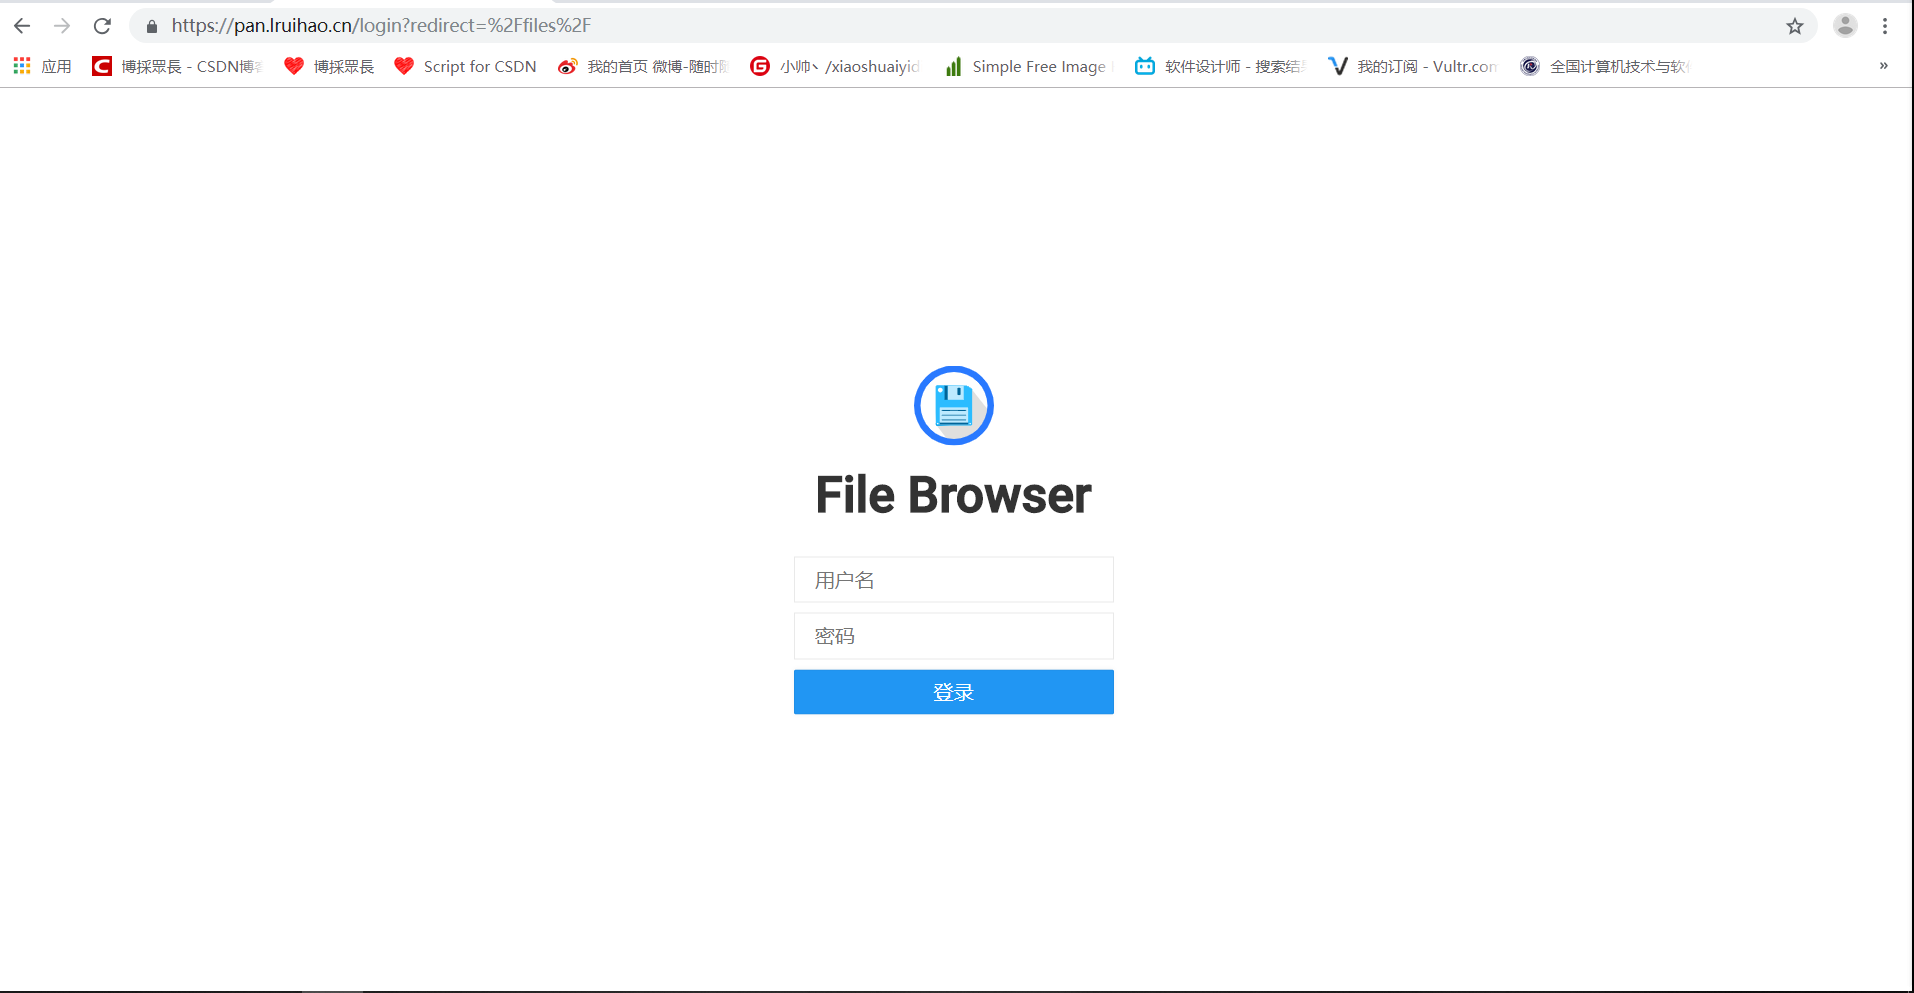 https://pan.lruihao.cn/login?redirect=%2Ffiles%2F
应用 博採眾長 - CSDN博 博採眾長 Script for CSDN 我的首页 微博-随时 小帅丶/xiaoshuaiyid Simple Free Image 软件设计师 - 搜索结 我的订阅 - Vultr.com 全国计算机技术与软 »
File Browser
用户名
密码
登录